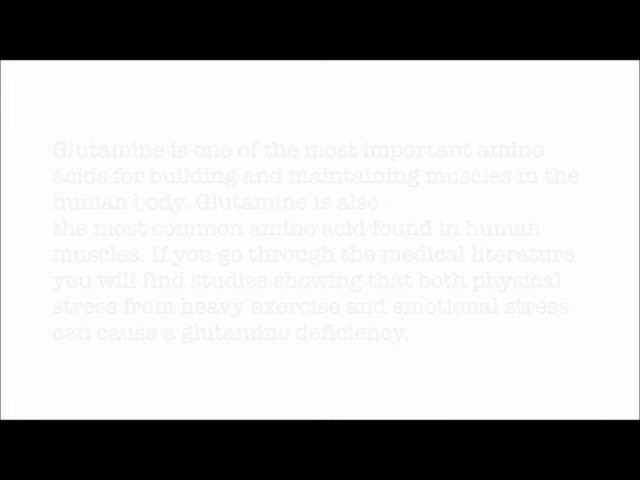 Glutamine is one of the most important amino
acids for building and maintaining muscles in the
human body. Glutamine is also
the most common amino acid found in human
muscles. If you go through the medical literature
you will find studies showing that both physical
stress from heavy exercise and emotional stress
can cause a glutamine deficiency.